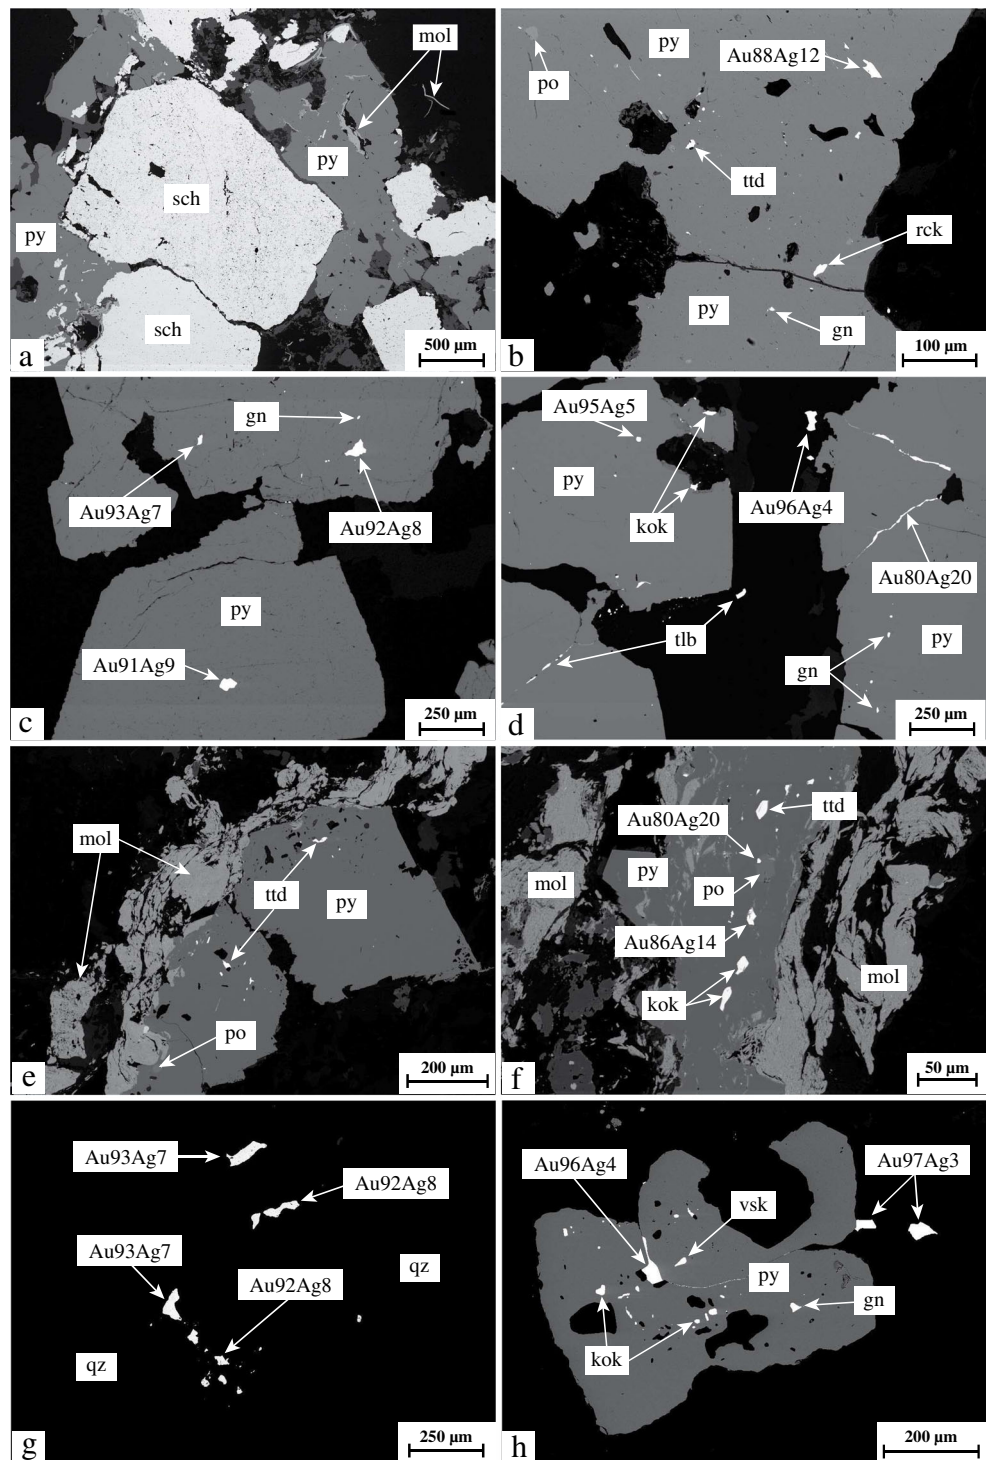 mol
py
sch
py
sch
500 µm
a
py
Au88Ag12
po
ttd
rck
py
gn
100 µm
b
gn
Au93Ag7
Au92Ag8
py
Au91Ag9
250 µm
c
Au95Ag5
py
kok
Au96Ag4
Au80Ag20
tlb
py
gn
250 µm
d
mol
ttd
py
po
200 µm
e
ttd
Au80Ag20
py
mol
po
Au86Ag14
mol
kok
50 µm
f
Au93Ag7
Au92Ag8
Au93Ag7
qz
Au92Ag8
qz
250 µm
g
Au96Ag4
Au97Ag3
vsk
py
gn
kok
200 µm
h